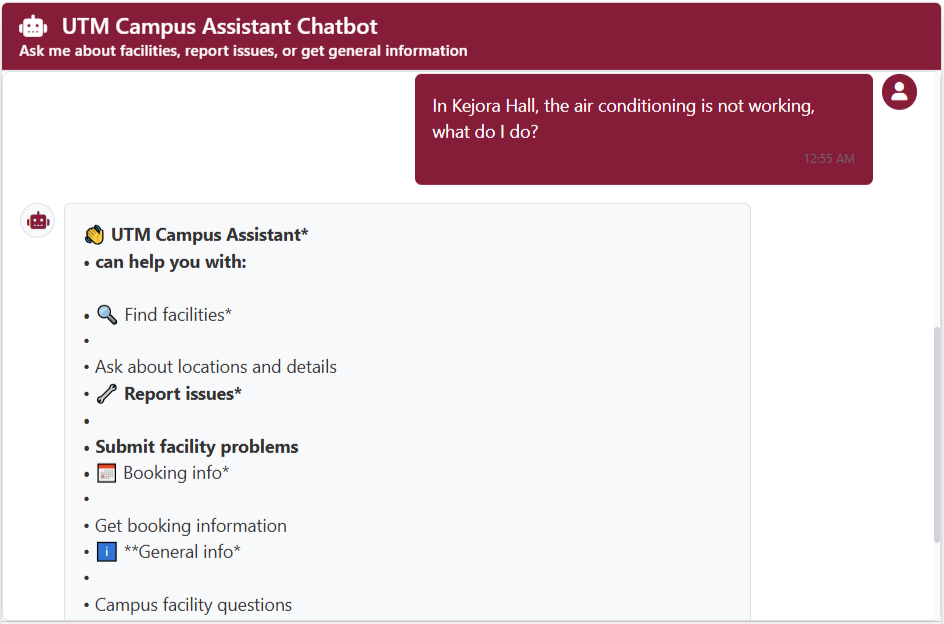 UTM Campus Assistant Chatbot
Ask me about facilities, report issues, or get general information
In Kejora Hall, the air conditioning is not working,
what do I do?
12:55 AM
👋 UTM Campus Assistant*
• can help you with:
• 🔍 Find facilities*
•
• Ask about locations and details
• 🔧 Report issues*
•
• Submit facility problems
• 📅 Booking info*
•
• Get booking information
• ℹ️ **General info*
•
• Campus facility questions